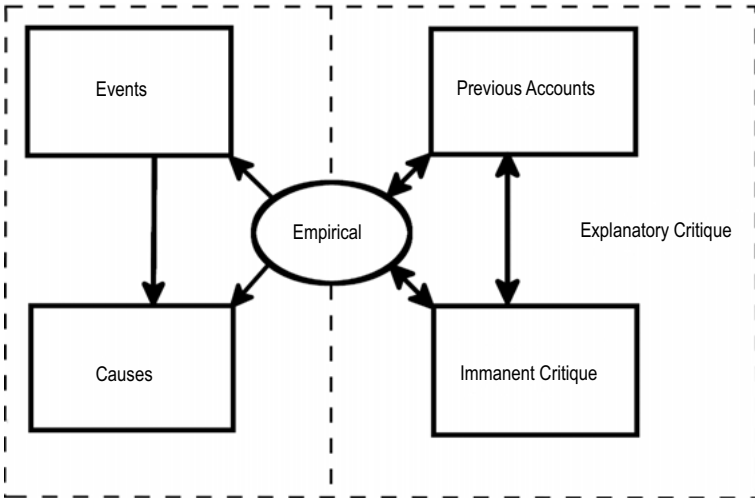 Events
Previous Accounts
Empirical
Explanatory Critique
Causes
Immanent Critique